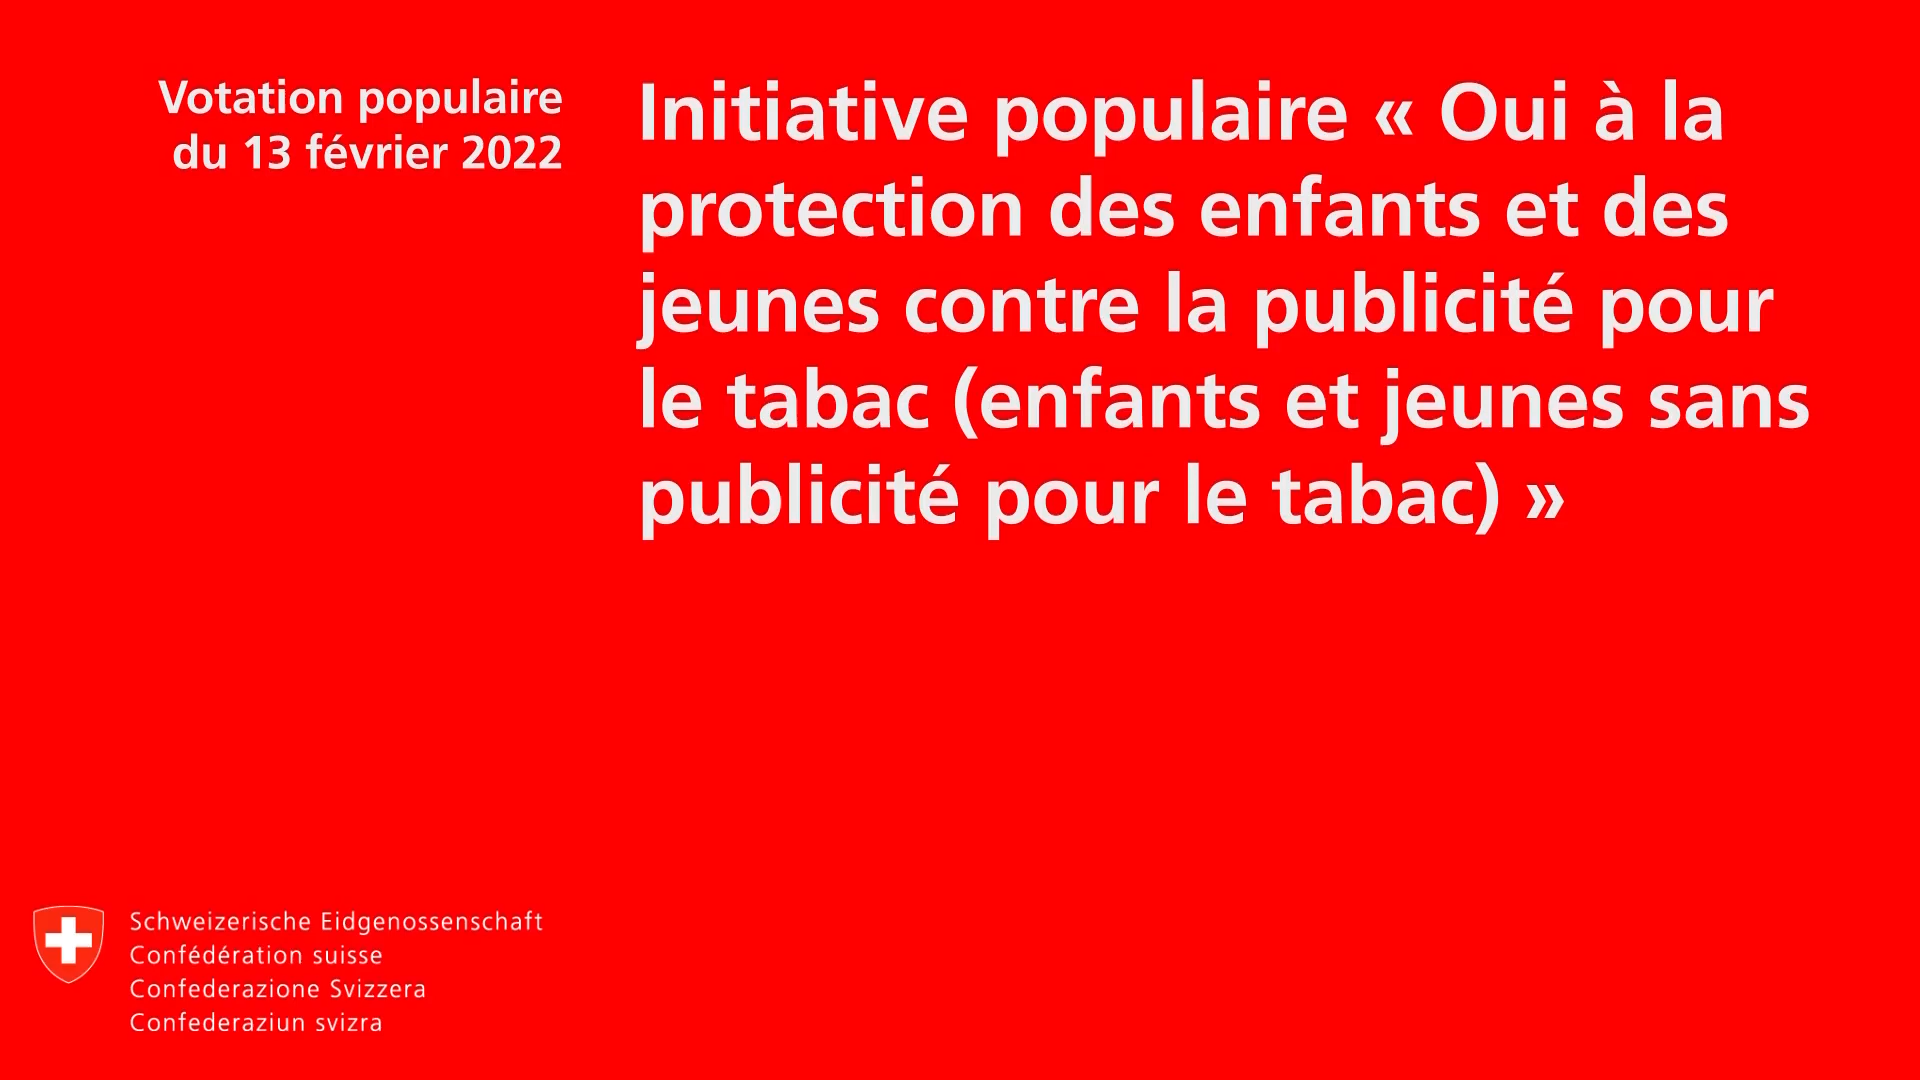 Votation populaire
du 13 février 2022
Initiative populaire « Oui à la
protection des enfants et des
jeunes contre la publicité pour
le tabac (enfants et jeunes sans
publicité pour le tabac) »
Schweizerische Eidgenossenschaft
Confédération suisse
Confederazione Svizzera
Confederaziun svizra